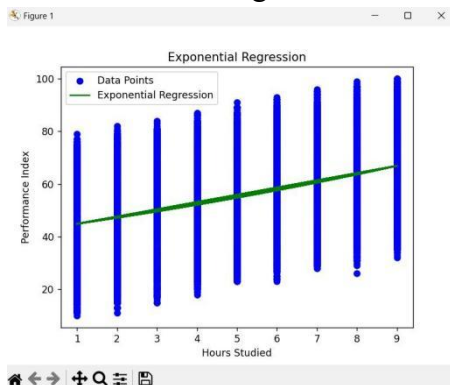 Figure 1
Exponential Regression
Data Points
Exponential Regression
100
80
60
40
20
Performance Index
1 2 3 4 5 6 7 8 9
Hours Studied